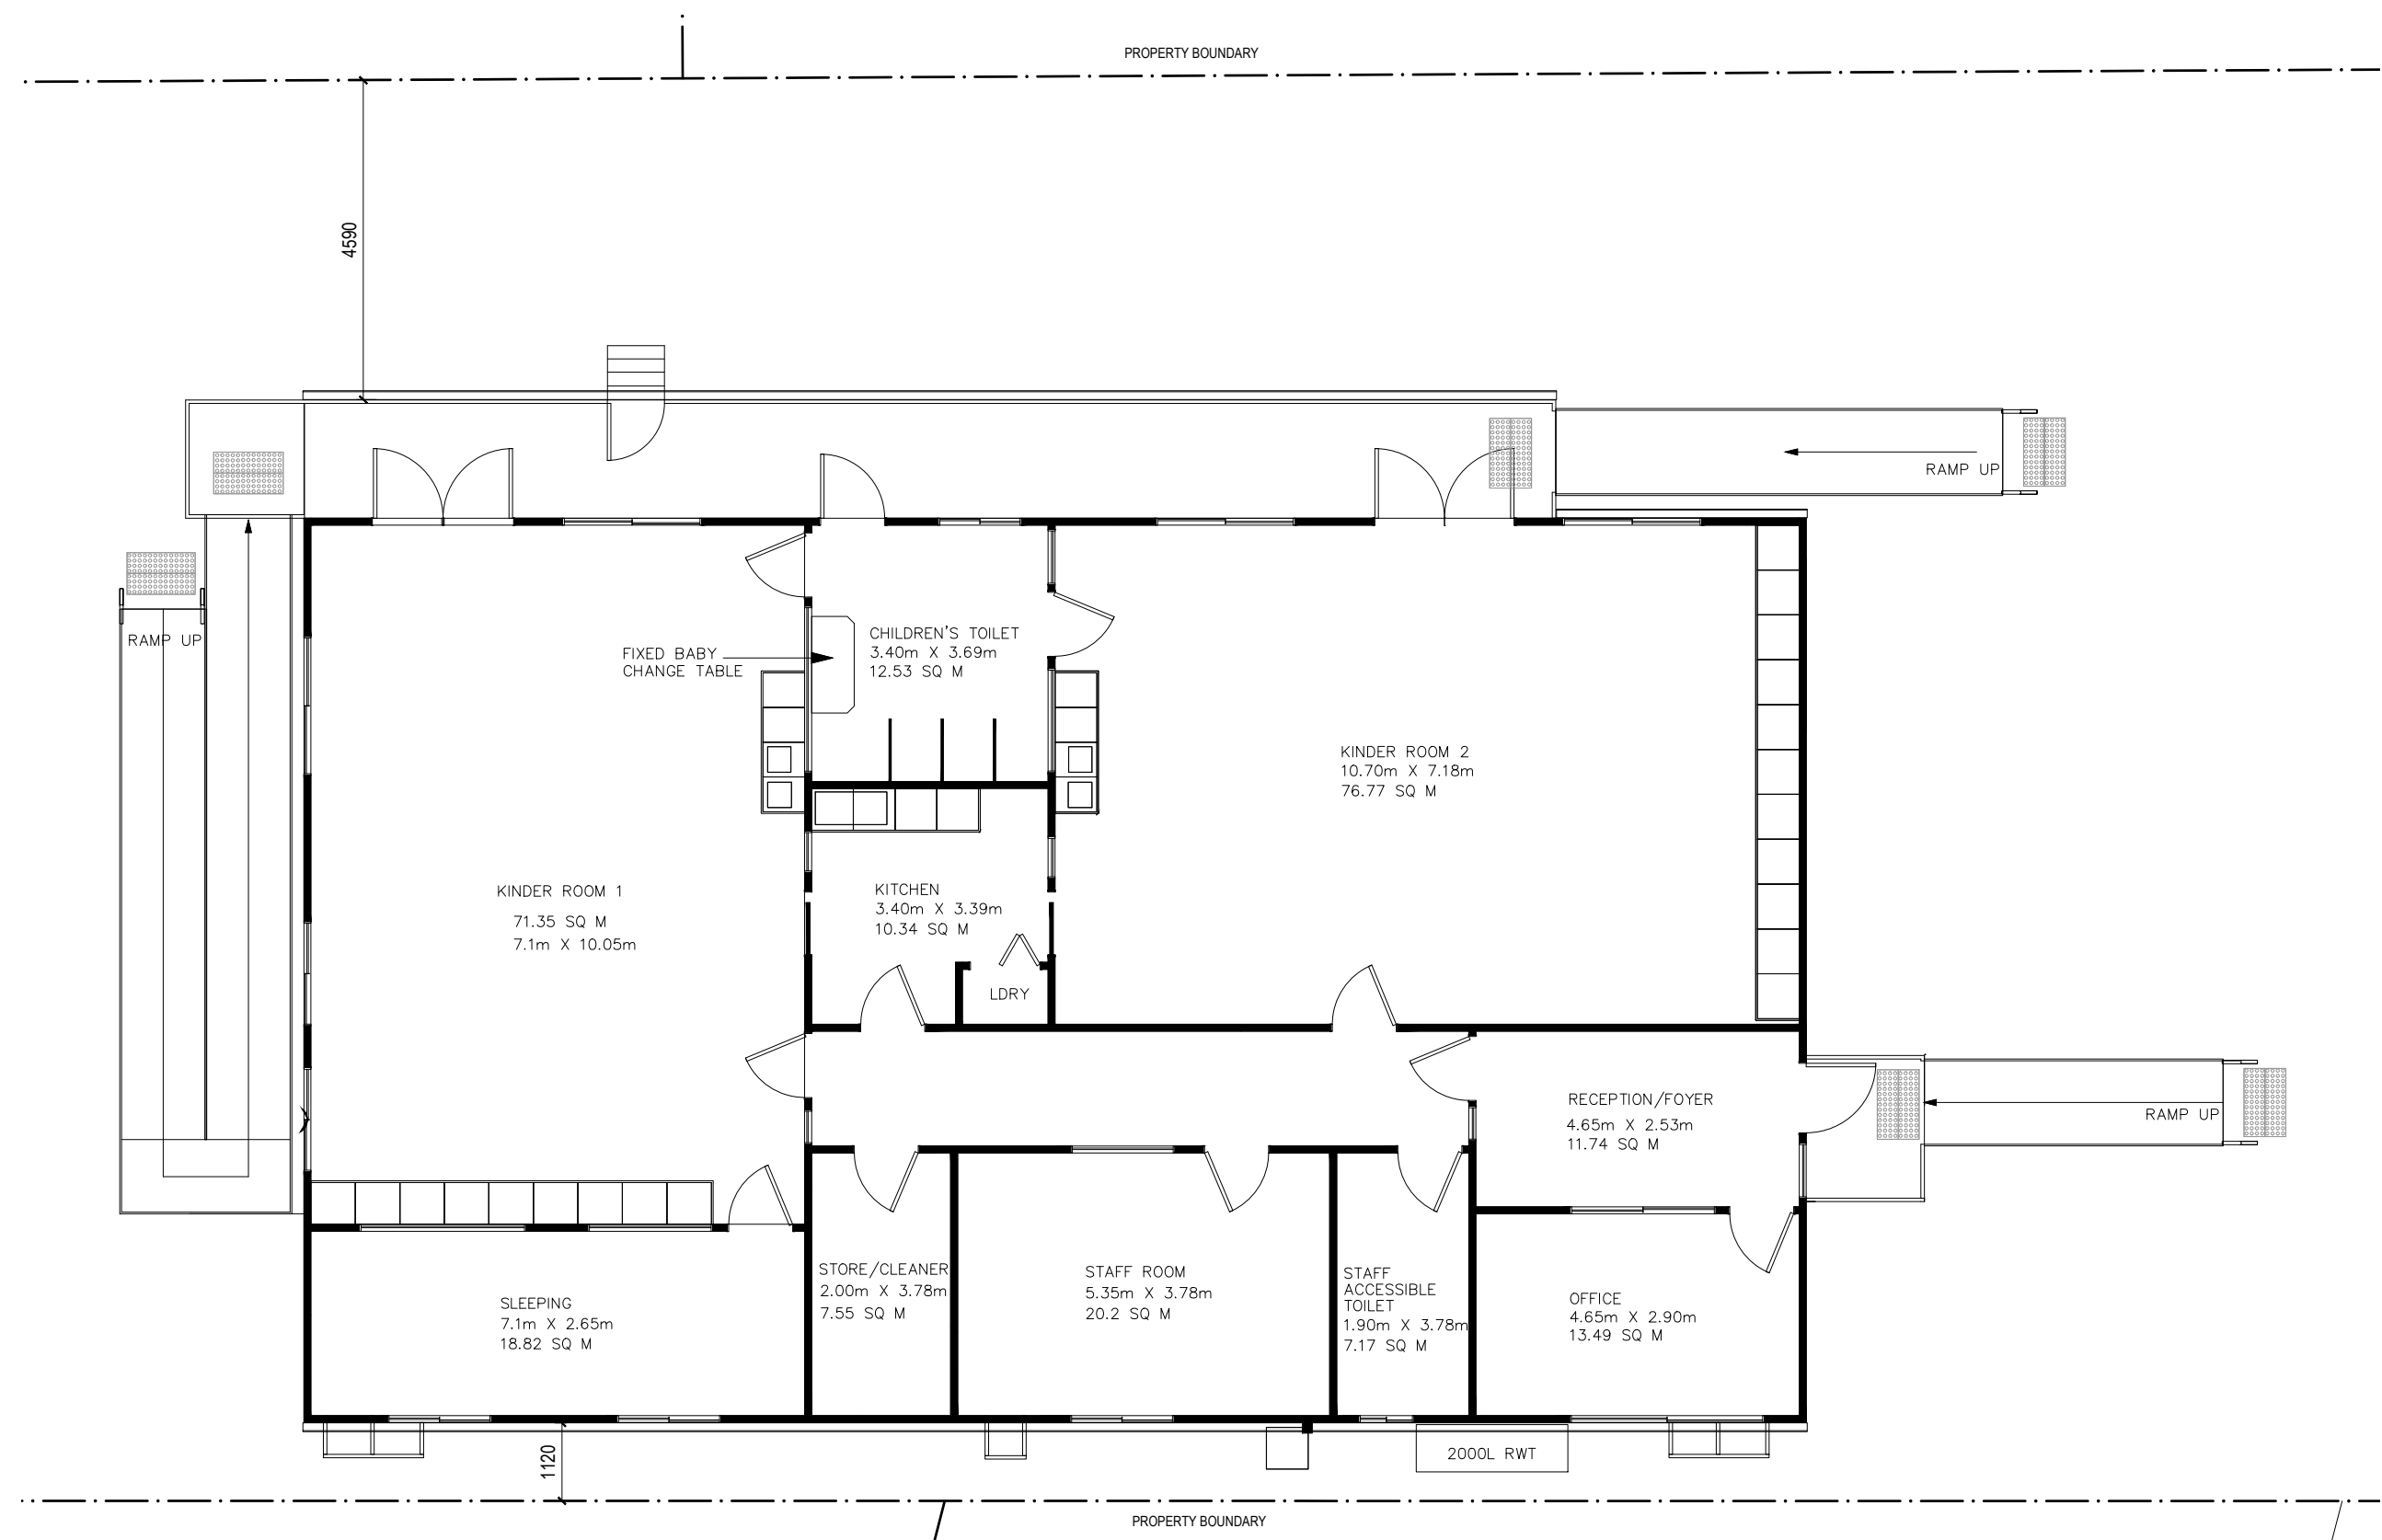 PROPERTY BOUNDARY
4590
RAMP UP
RAMP UP
FIXED BABY
CHANGE TABLE
CHILDREN'S TOILET
3.40m X 3.69m
12.53 SQ M
KINDER ROOM 2
10.70m X 7.18m
76.77 SQ M
KINDER ROOM 1
71.35 SQ M
7.1m X 10.05m
KITCHEN
3.40m X 3.39m
10.34 SQ M
LDRY
RECEPTION/FOYER
4.65m X 2.53m
11.74 SQ M
RAMP UP
SLEEPING
7.1m X 2.65m
18.82 SQ M
STORE/CLEANER
2.00m X 3.78m
7.55 SQ M
STAFF ROOM
5.35m X 3.78m
20.2 SQ M
STAFF
ACCESSIBLE
TOILET
1.90m X 3.78m
7.17 SQ M
OFFICE
4.65m X 2.90m
13.49 SQ M
1120
2000L RWT
PROPERTY BOUNDARY